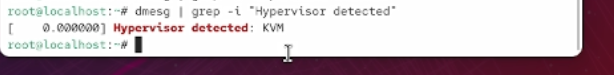 root@localhost:~# dmesg | grep -i "Hypervisor detected"
[    0.000000] Hypervisor detected: KVM
root@localhost:~#